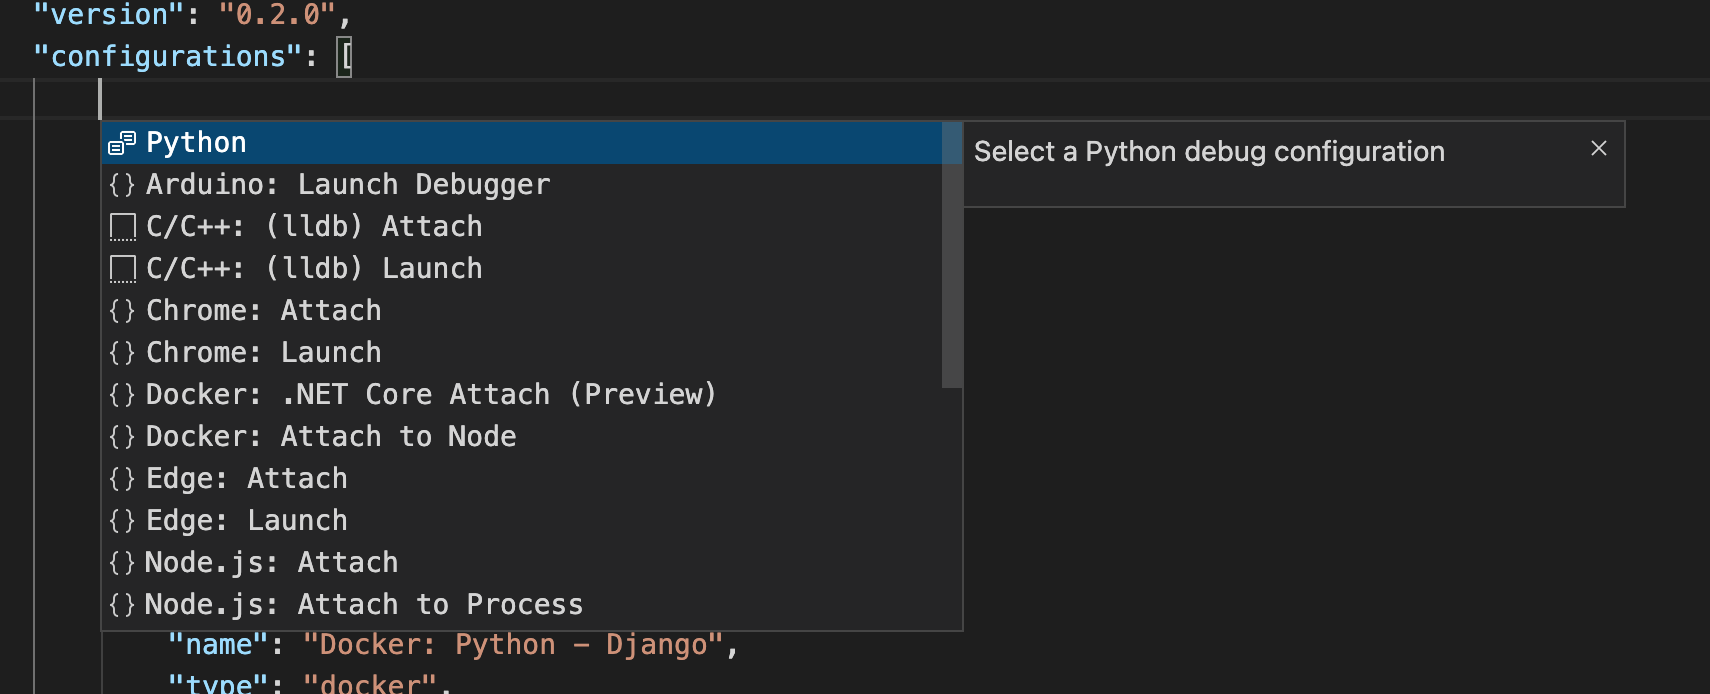 "version": "0.2.0",
"configurations": [
Python
Select a Python debug configuration
Arduino: Launch Debugger
C/C++: (lldb) Attach
C/C++: (lldb) Launch
{} Chrome: Attach
{} Chrome: Launch
{} Docker: .NET Core Attach (Preview)
{} Docker: Attach to Node
{} Edge: Attach
{} Edge: Launch
{} Node.js: Attach
{} Node.js: Attach to Process
"name": "Docker: Python - Django",
"type": "docker",